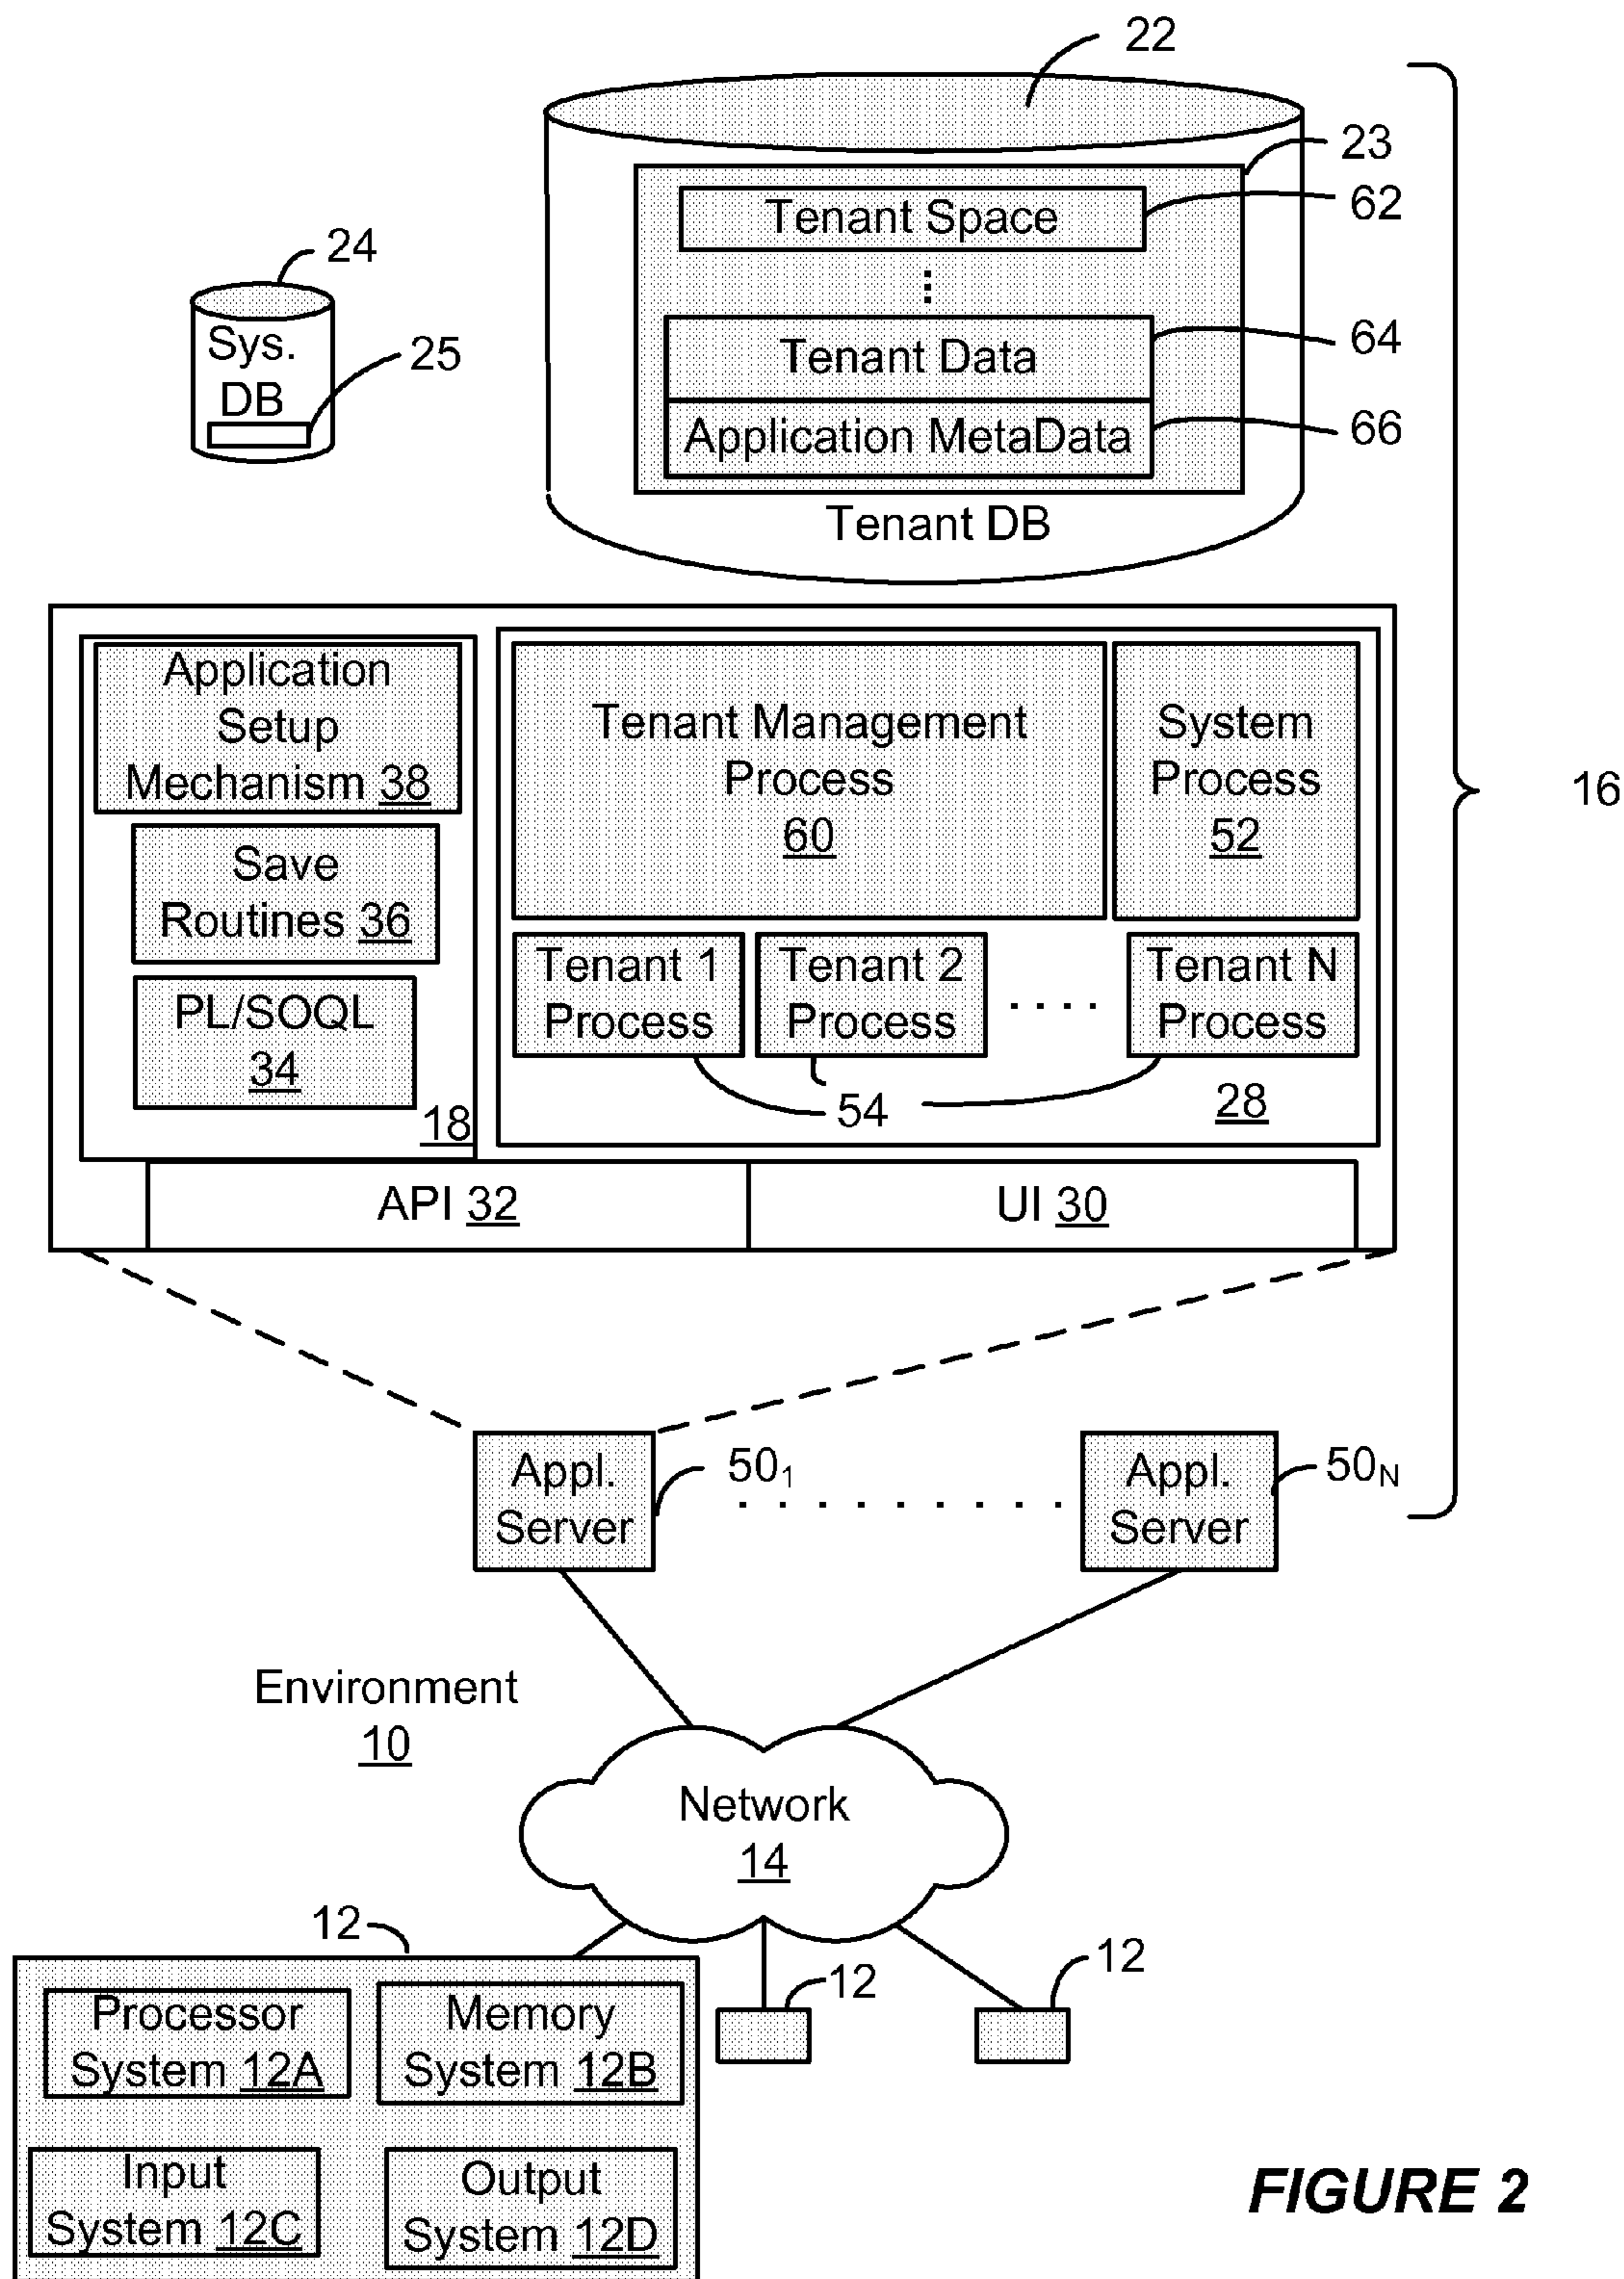 22
23
Tenant Space
62
24
Sys.
DB
25
Tenant Data
64
Application MetaData
66
Tenant DB
16
Application
Setup
Mechanism 38
Save
Routines 36
PL/SOQL
34
18
Tenant Management
Process
60
System
Process
52
Tenant 1
Process
Tenant 2
Process
Tenant N
Process
54
28
API 32
UI 30
Appl.
Server
50₁
Appl.
Server
50N
Environment
10
Network
14
12
12
12
Processor
System 12A
Memory
System 12B
Input
System 12C
Output
System 12D
FIGURE 2